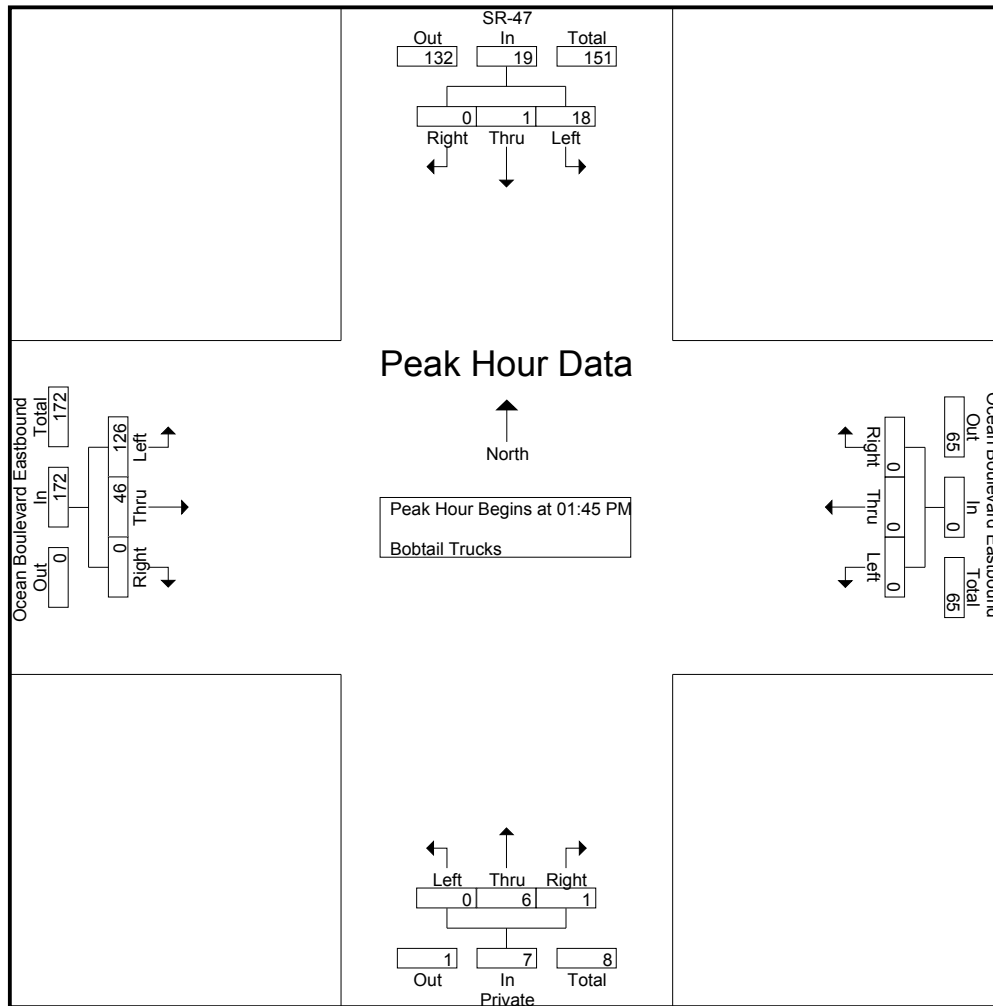 SR-47
Out In Total
132 19 151
0 1 18
Right Thru Left
Peak Hour Data
North
Peak Hour Begins at 01:45 PM
Bobtail Trucks
Ocean Boulevard Eastbound
Out In Total
0 172 172
Right Thru Left
0 46 126
Ocean Boulevard Eastbound
Out In Total
65 0 65
Right Thru Left
0 0 0
Left Thru Right
0 6 1
1 7 8
Out In Total
Private